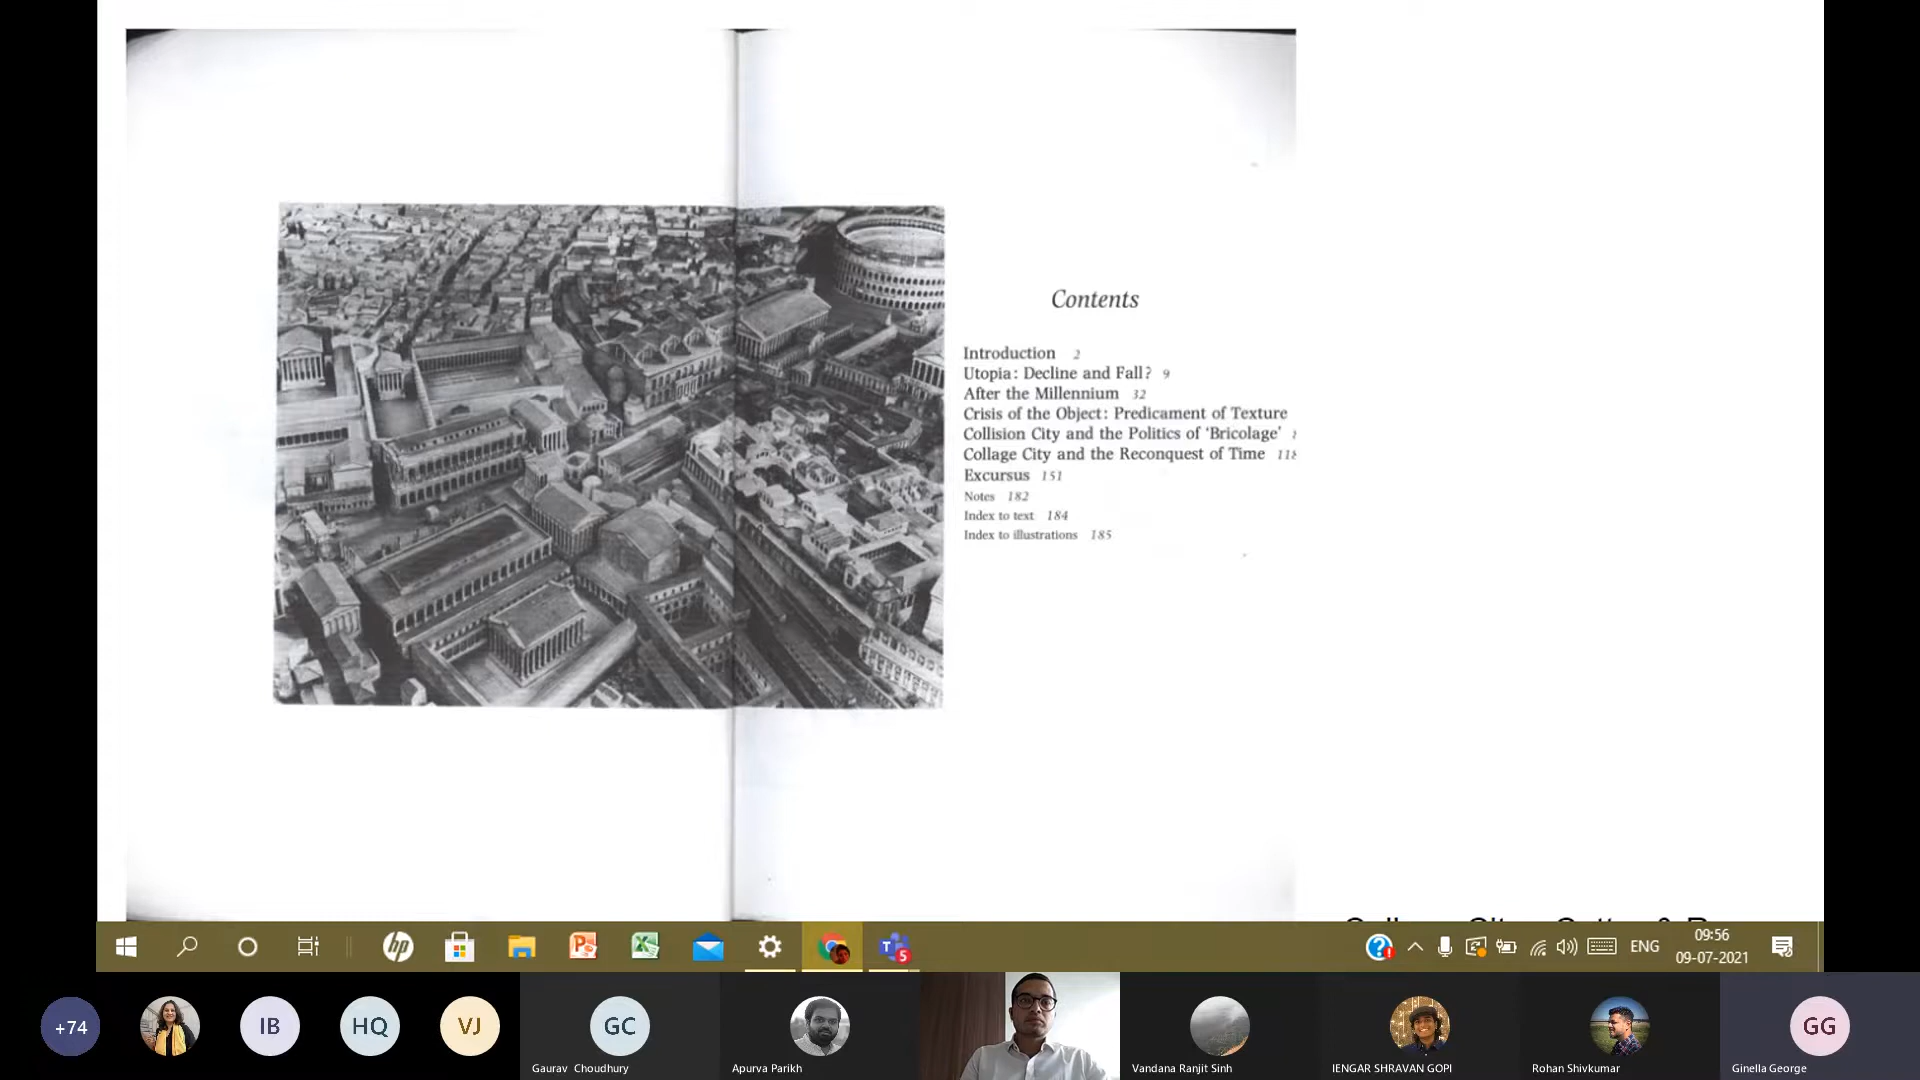 Contents
Introduction 2
Utopia: Decline and Fall? 9
After the Millennium 32
Crisis of the Object: Predicament of Texture
Collision City and the Politics of ‘Bricolage’
Collage City and the Reconquest of Time 118
Excursus 151
Notes 182
Index to text 184
Index to illustrations 185
hp
T
5
ENG
09:56
09-07-2021
+74
IB
HQ
VJ
GC
GG
Gaurav Choudhury
Apurva Parikh
Vandana Ranjit Sinh
IENGAR SHRAVAN GOPI
Rohan Shivkumar
Ginella George